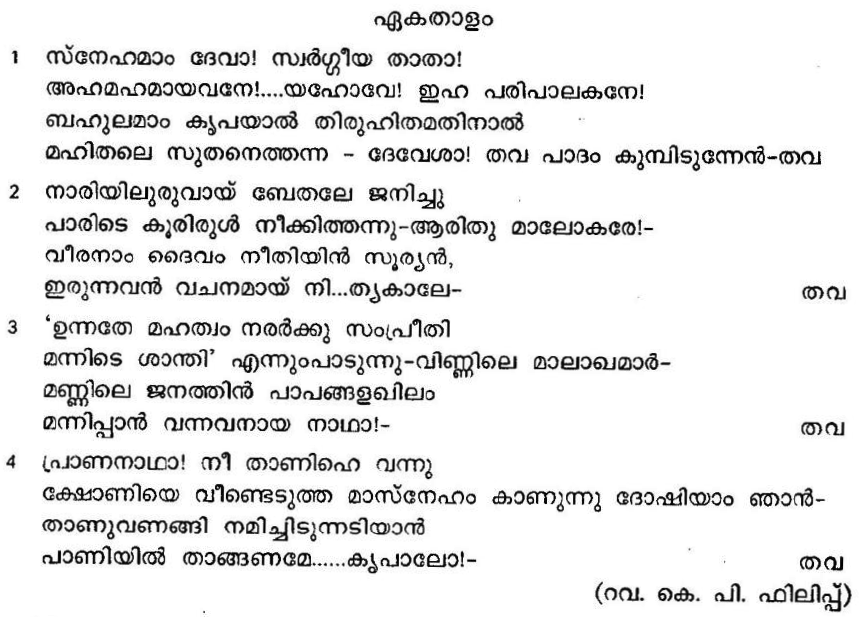 ഏകതാളം
1 സ്നേഹമാം ദേവാ! സ്വർഗ്ഗീയ താതാ!
അഹമഹമായവനേ!....യഹോവേ! ഇഹ പരിപാലകനേ!
ബഹുലമാം കൃപയാൽ തിരുഹിതമതിനാൽ
മഹിതലെ സുതനെത്തന്ന - ദേവേശാ! തവ പാദം കുമ്പിടുന്നേൻ-തവ
2 നാരിയിലുരുവായ് ബേതലേ ജനിച്ചു
പാരിടെ കൂരിരുൾ നീക്കിത്തന്നു-ആരിതു മാലോകരേ!-
വീരനാം ദൈവം നീതിയിൻ സൂര്യൻ,
ഇരുന്നവൻ വചനമായ് നി...ത്യകാലേ- തവ
3 ‘ഉന്നതേ മഹത്വം നരർക്കു സംപ്രീതി
മന്നിടെ ശാന്തി’ എന്നുംപാടുന്നു-വിണ്ണിലെ മാലാഖമാർ-
മണ്ണിലെ ജനത്തിൻ പാപങ്ങളഖിലം
മന്നിപ്പാൻ വന്നവനായ നാഥാ!- തവ
4 പ്രാണനാഥാ! നീ താണിഹെ വന്നു
ക്ഷോണിയെ വീണ്ടെടുത്ത മാസ്നേഹം കാണുന്നു ദോഷിയാം ഞാൻ-
താണുവണങ്ങി നമിച്ചിടുന്നടിയാൻ
പാണിയിൽ താങ്ങണമേ......കൃപാലോ!- തവ
(റവ. കെ. പി. ഫിലിപ്പ്)